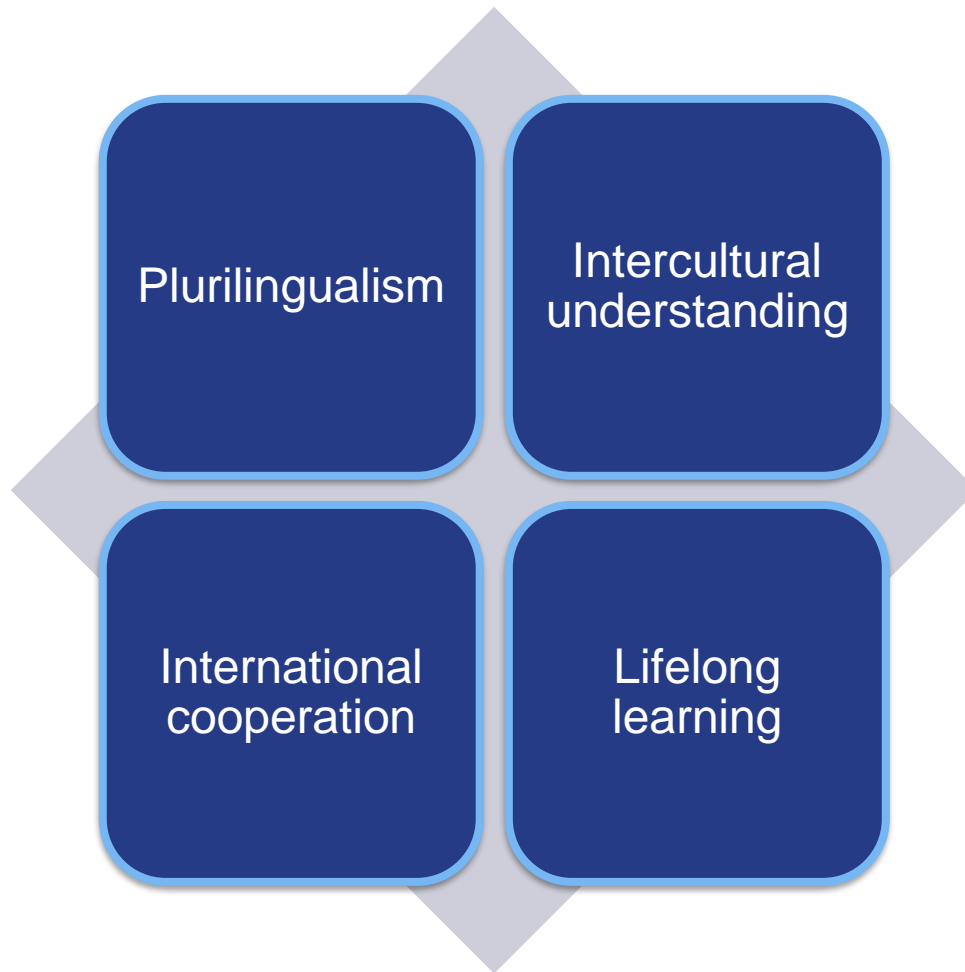 Plurilingualism
Intercultural
understanding
International
cooperation
Lifelong
learning